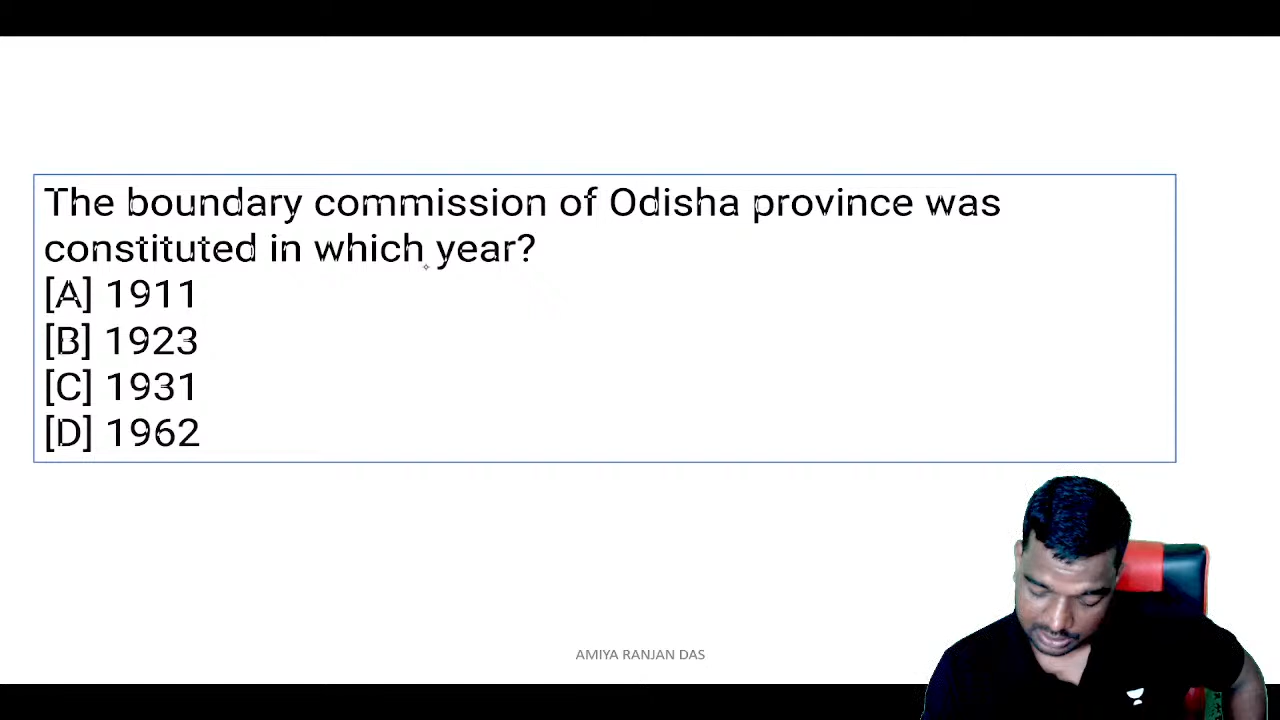 The boundary commission of Odisha province was
constituted in which year?
[A] 1911
[B] 1923
[C] 1931
[D] 1962
AMIYA RANJAN DAS